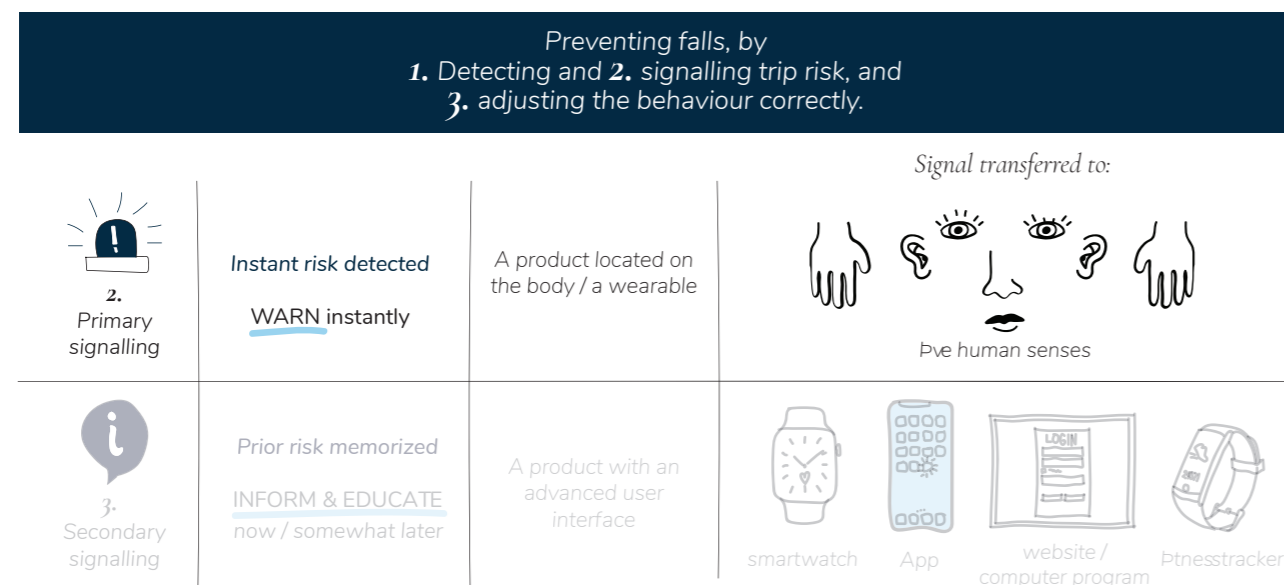 Preventing falls, by
1. Detecting and 2. signalling trip risk, and
3. adjusting the behaviour correctly.
Signal transferred to:
!
2.
Primary
signalling
Instant risk detected
WARN instantly
A product located on
the body / a wearable
Þve human senses
i
3.
Secondary
signalling
Prior risk memorized
INFORM & EDUCATE
now / somewhat later
A product with an
advanced user
interface
LOGIN
smartwatch
App
website /
computer program
Þtnesstracker